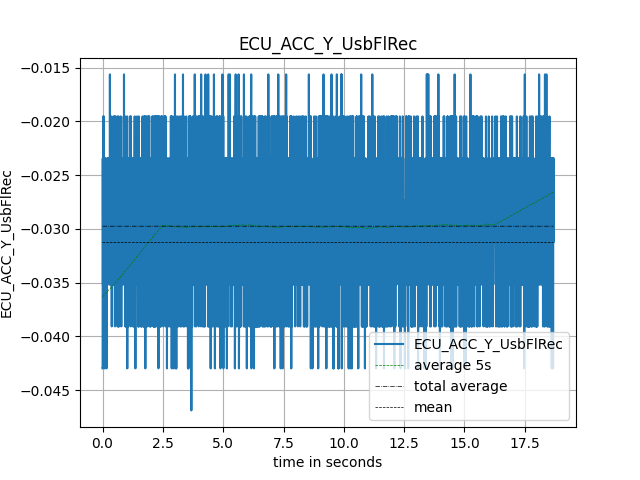 ECU_ACC_Y_UsbFlRec
−0.015
−0.020
−0.025
−0.030
−0.035
−0.040
−0.045
ECU_ACC_Y_UsbFlRec
ECU_ACC_Y_UsbFlRec
average 5s
total average
mean
0.0 2.5 5.0 7.5 10.0 12.5 15.0 17.5
time in seconds